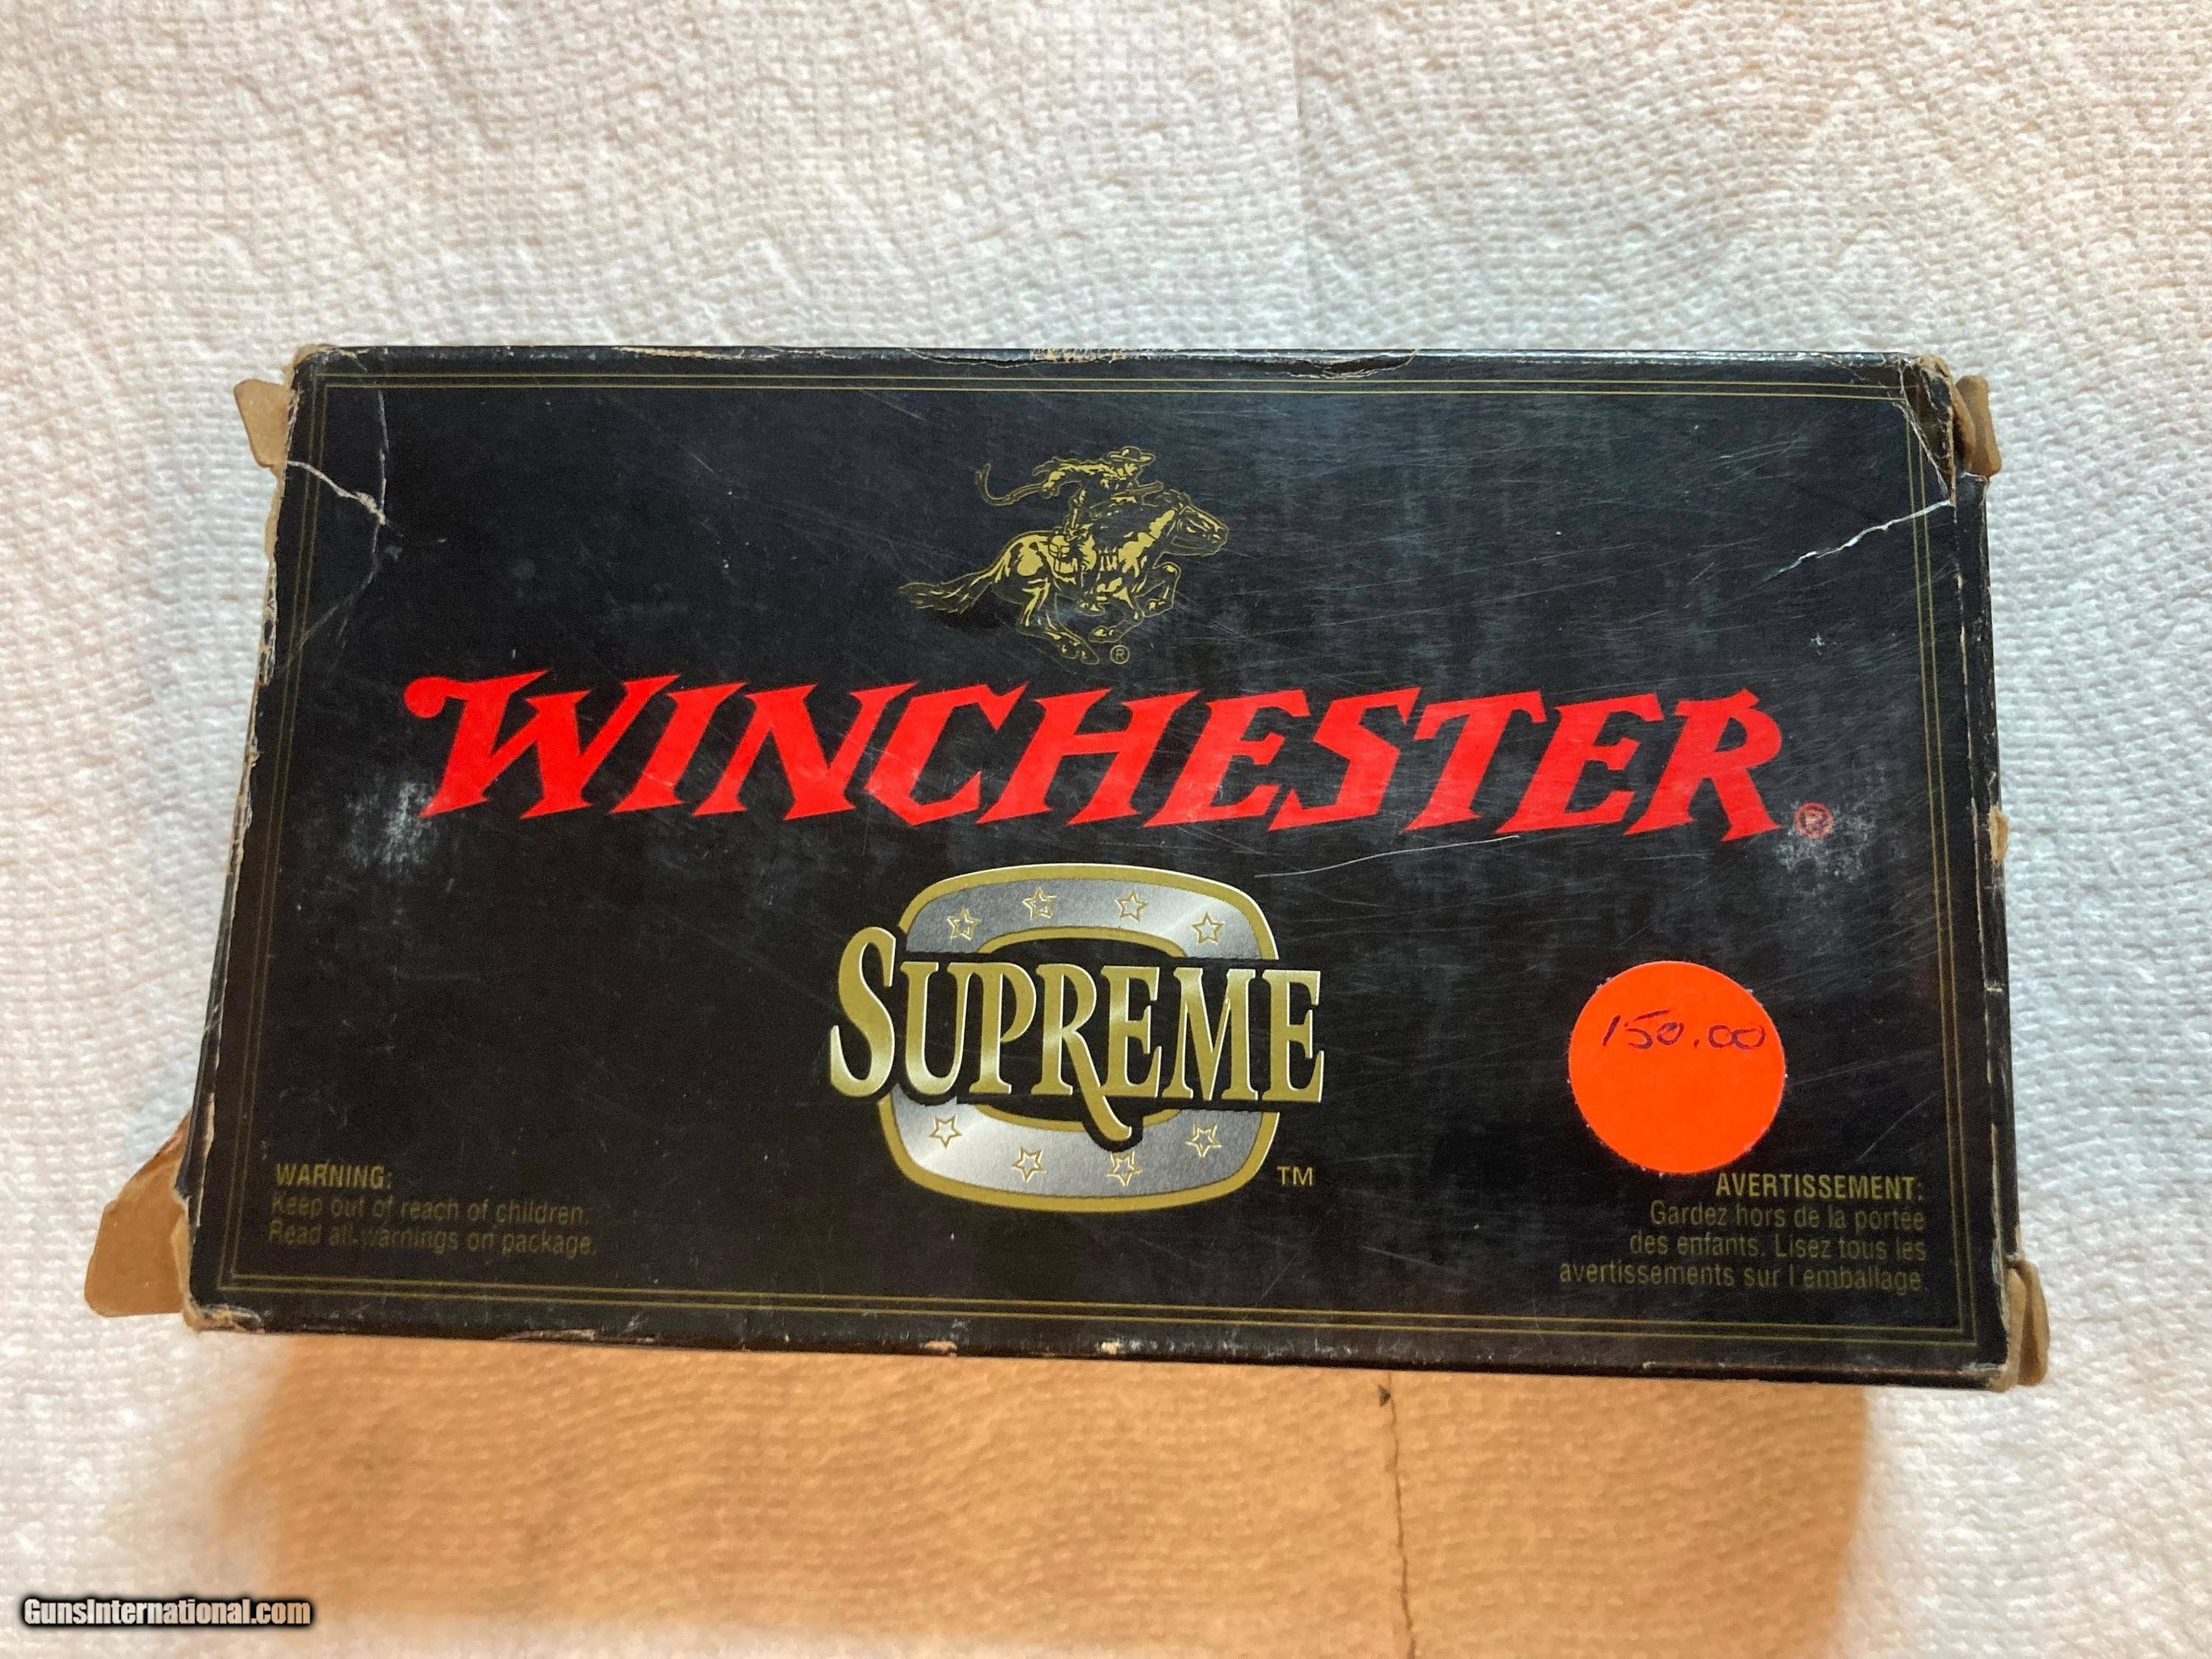 ®
WINCHESTER®
SUPREME
TM
150.00
WARNING:
Keep out of reach of children.
Read all warnings on package.
AVERTISSEMENT:
Gardez hors de la portée
des enfants. Lisez tous les
avertissements sur l'emballage.
GunsInternational.com